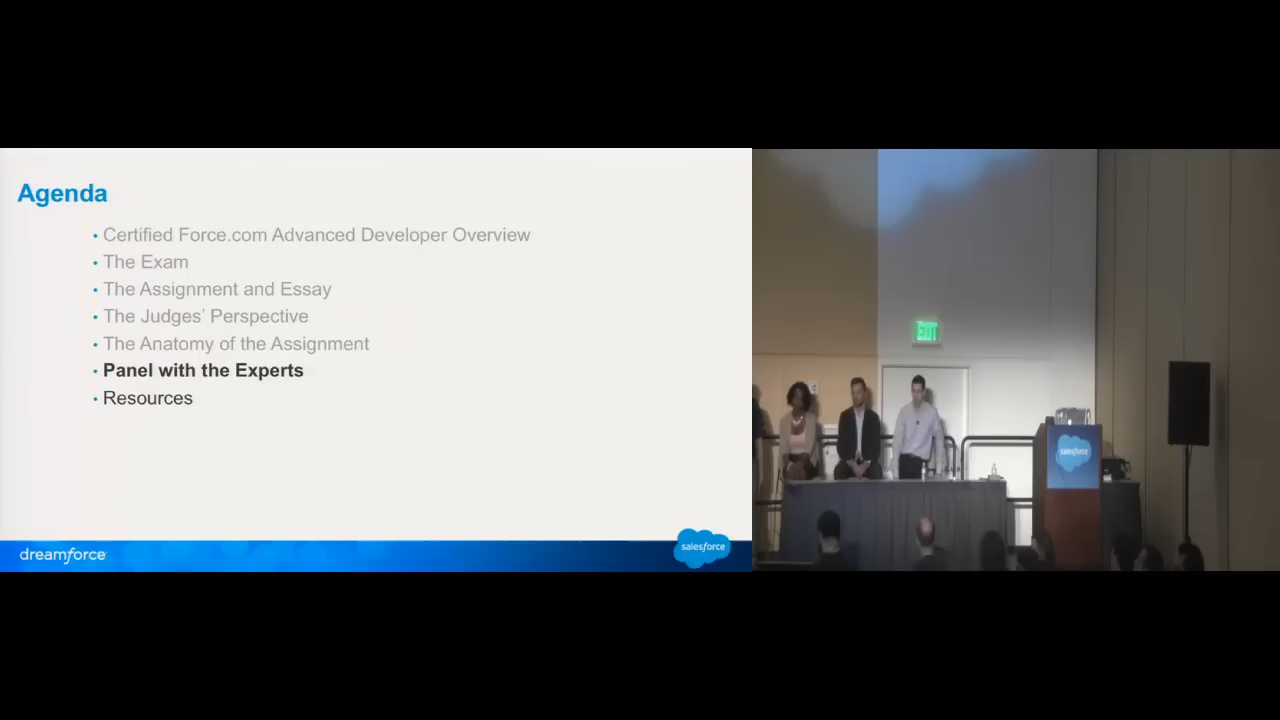 Agenda
• Certified Force.com Advanced Developer Overview
• The Exam
• The Assignment and Essay
• The Judges’ Perspective
• The Anatomy of the Assignment
• Panel with the Experts
• Resources
dreamforce
salesforce
EXIT
salesforce